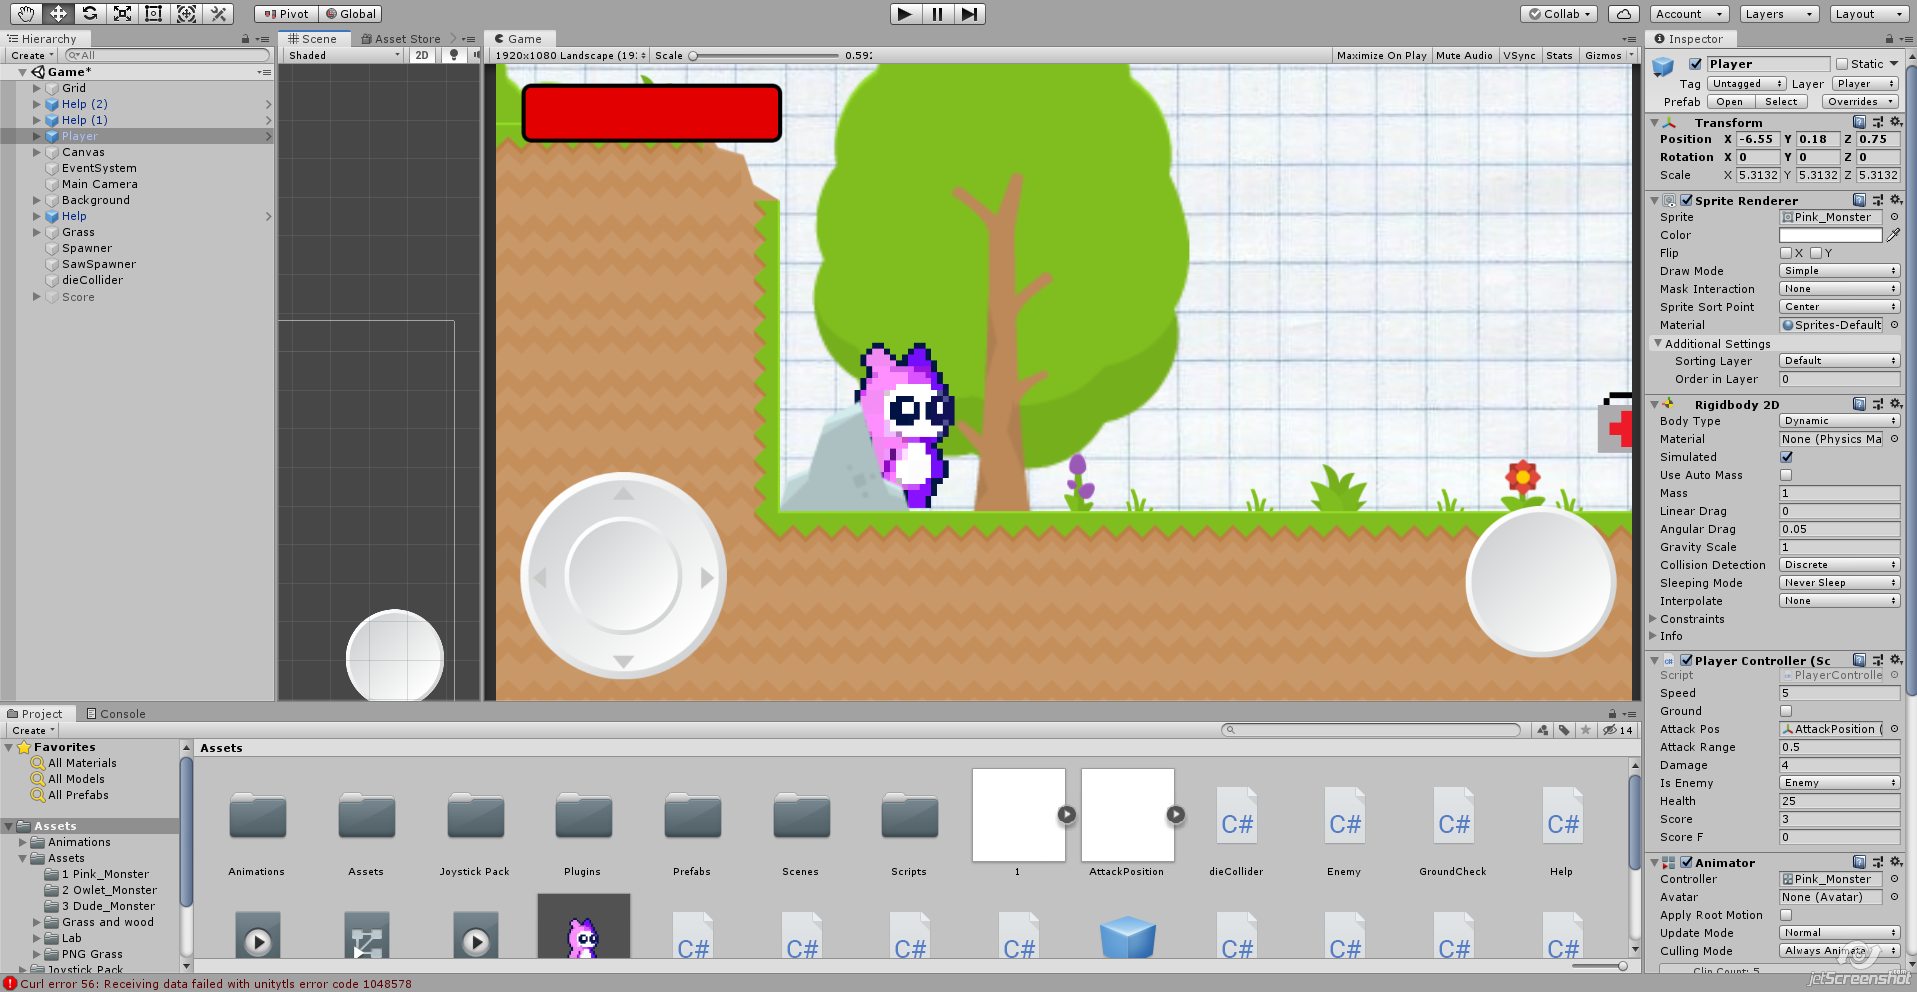 Pivot Global
Collab Account Layers Layout
Hierarchy
Create All
Game*
Grid
Help (2)
Help (1)
Player
Canvas
EventSystem
Main Camera
Background
Help
Grass
Spawner
SawSpawner
dieCollider
Score
Scene Asset Store
Shaded 2D
Game
1920x1080 Landscape (19: Scale 0.59: Maximize On Play Mute Audio VSync Stats Gizmos
Inspector
Player Static
Tag Untagged Layer Player
Prefab Open Select Overrides
Transform
Position X -6.55 Y 0.18 Z 0.75
Rotation X 0 Y 0 Z 0
Scale X 5.3132 Y 5.3132 Z 5.3132
Sprite Renderer
Sprite Pink_Monster
Color
Flip X Y
Draw Mode Simple
Mask Interaction None
Sprite Sort Point Center
Material Sprites-Default
Additional Settings
Sorting Layer Default
Order in Layer 0
Rigidbody 2D
Body Type Dynamic
Material None (Physics Ma
Simulated
Use Auto Mass
Mass 1
Linear Drag 0
Angular Drag 0.05
Gravity Scale 1
Collision Detection Discrete
Sleeping Mode Never Sleep
Interpolate None
Constraints
Info
C# Player Controller (Sc
Script PlayerControlle
Speed 5
Ground
Attack Pos AttackPosition (
Attack Range 0.5
Damage 4
Is Enemy Enemy
Health 25
Score 3
Score F 0
Animator
Controller Pink_Monster
Avatar None (Avatar)
Apply Root Motion
Update Mode Normal
Culling Mode Always Animate
Clip Count: 5
Project Console
Create 14
Favorites
All Materials
All Models
All Prefabs
Assets
Animations
Assets
1 Pink_Monster
2 Owlet_Monster
3 Dude_Monster
Grass and wood
Lab
PNG Grass
Joystick Pack
Assets
C# C# C# C#
Animations Assets Joystick Pack Plugins Prefabs Scenes Scripts 1 AttackPosition dieCollider Enemy GroundCheck Help
C# C# C# C# C# C# C# C#
Curl error 56: Receiving data failed with unitytls error code 1048578
jetScreenshot